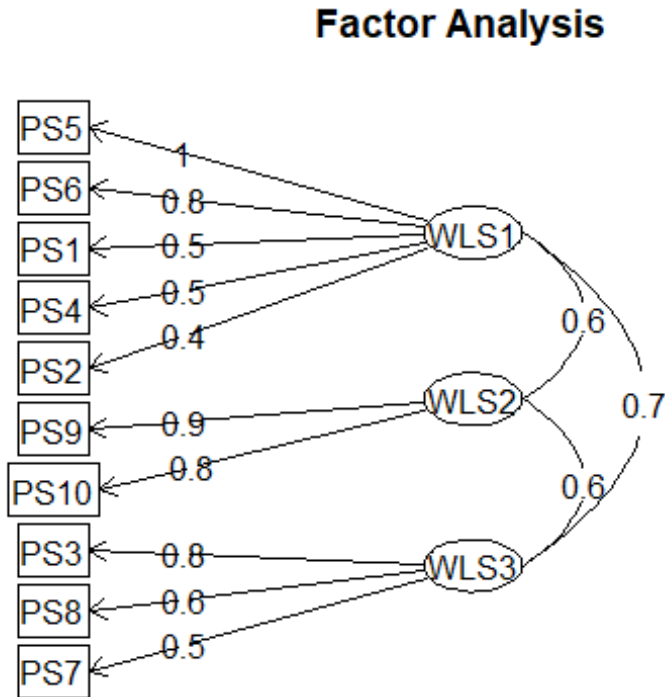 Factor Analysis
PS5
1
PS6
0.8
PS1
0.5
WLS1
PS4
0.5
0.6
PS2
0.4
PS9
0.9
WLS2
0.7
PS10
0.8
0.6
PS3
0.8
WLS3
PS8
0.6
PS7
0.5